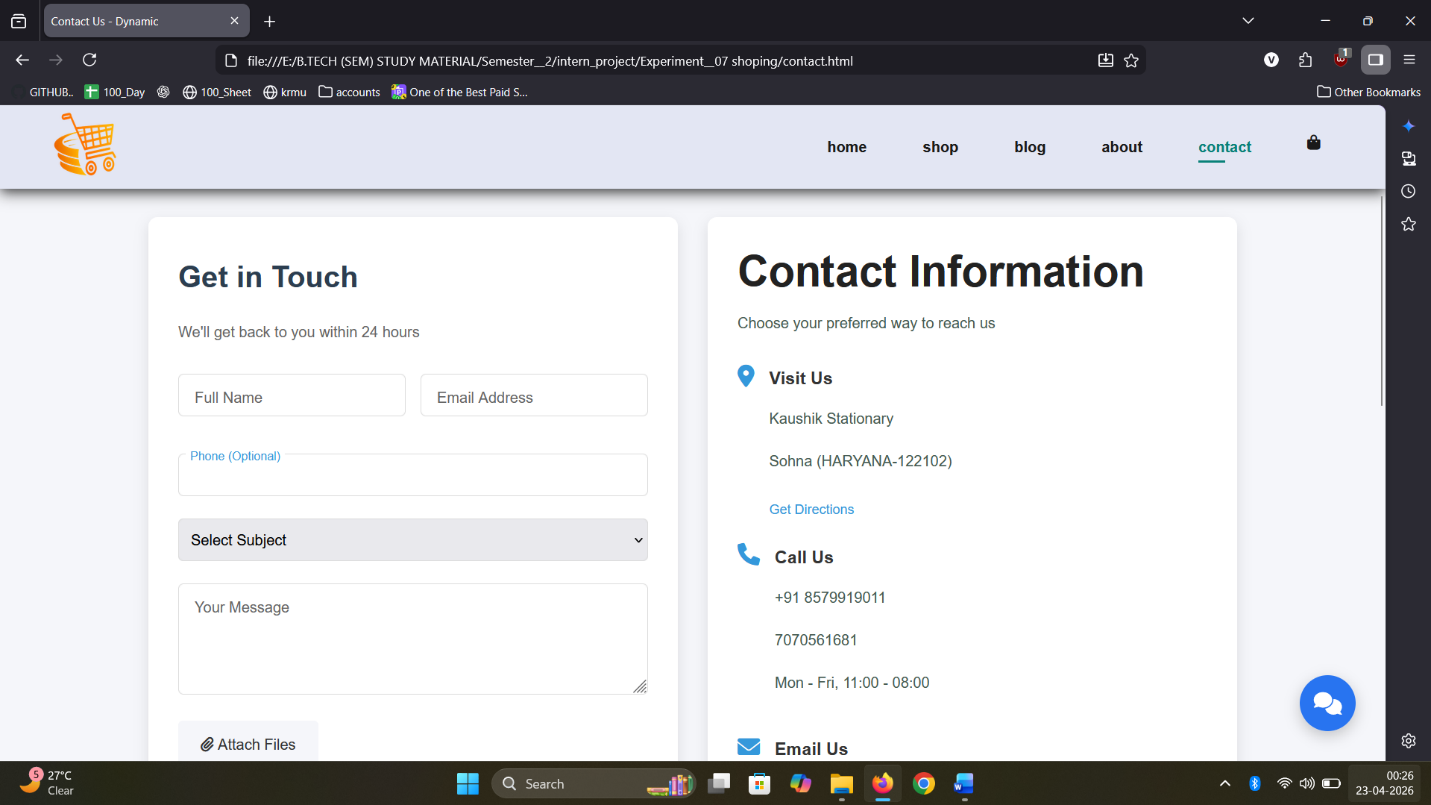 Contact Us - Dynamic
file:///E:/B.TECH (SEM) STUDY MATERIAL/Semester__2/intern_project/Experiment__07 shoping/contact.html
V
1
GITHUB..
100_Day
100_Sheet
krmu
accounts
One of the Best Paid S...
Other Bookmarks
home
shop
blog
about
contact
Get in Touch
We'll get back to you within 24 hours
Full Name
Email Address
Phone (Optional)
Select Subject
Your Message
Attach Files
Contact Information
Choose your preferred way to reach us
Visit Us
Kaushik Stationary
Sohna (HARYANA-122102)
Get Directions
Call Us
+91 8579919011
7070561681
Mon - Fri, 11:00 - 08:00
Email Us
5
27°C
Clear
Search
00:26
23-04-2026